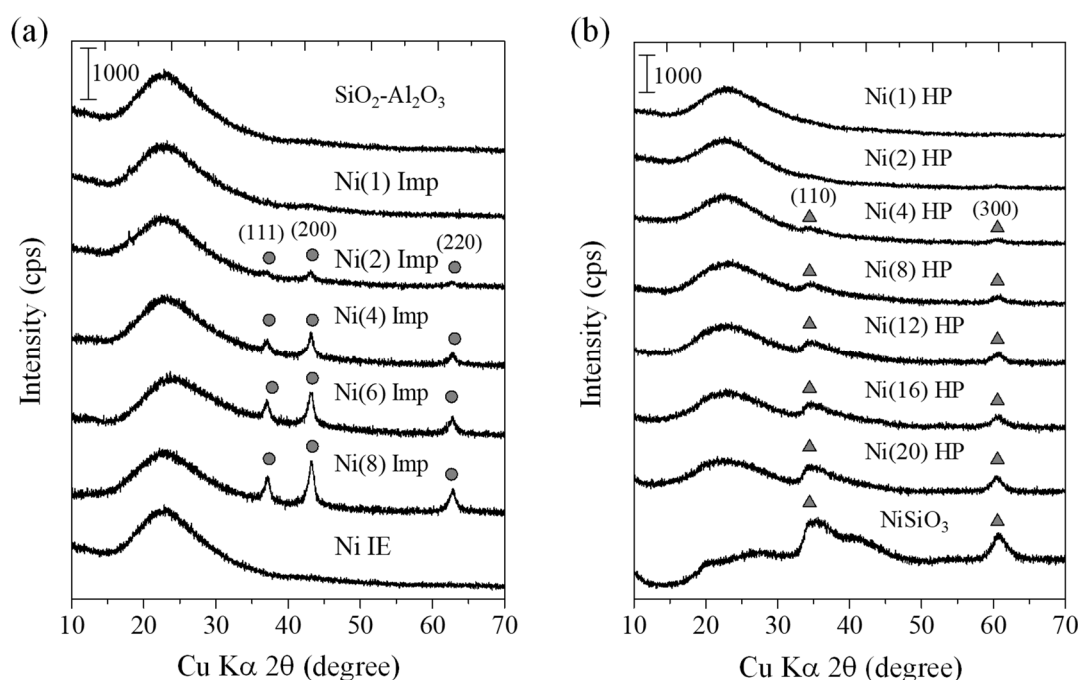 (a)
1000
SiO₂-Al₂O₃
Ni(1) Imp
(111)
(200)
(220)
Ni(2) Imp
Ni(4) Imp
Ni(6) Imp
Ni(8) Imp
Ni IE
Intensity (cps)
10 20 30 40 50 60 70
Cu Kα 2θ (degree)
(b)
1000
Ni(1) HP
Ni(2) HP
(110)
Ni(4) HP
(300)
Ni(8) HP
Ni(12) HP
Ni(16) HP
Ni(20) HP
NiSiO₃
Intensity (cps)
10 20 30 40 50 60 70
Cu Kα 2θ (degree)